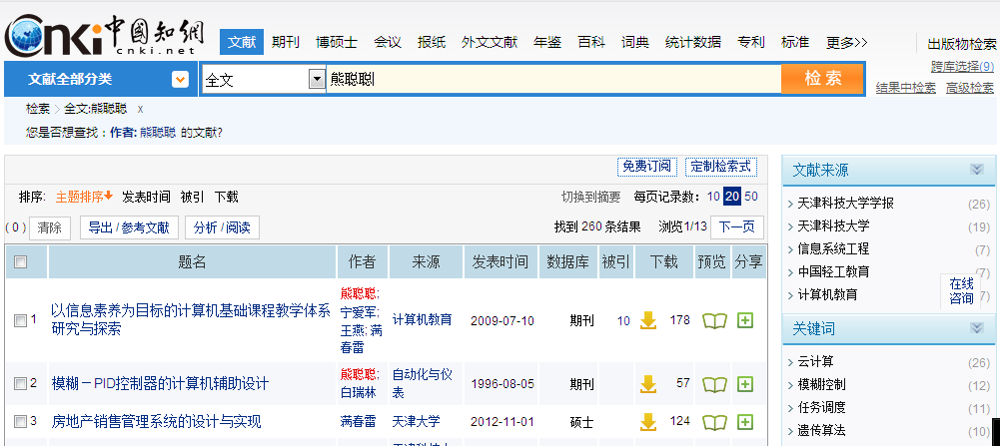 Cnki 中國知網
cnki.net
文献 期刊 博硕士 会议 报纸 外文文献 年鉴 百科 词典 统计数据 专利 标准 更多>> 出版物检索
跨库选择(9)
文献全部分类 全文 熊聪聪 检索
结果中检索 高级检索
检索 > 全文:熊聪聪 x
您是否想查找：作者: 熊聪聪 的文献?
免费订阅 定制检索式
排序: 主题排序 发表时间 被引 下载 切换到摘要 每页记录数： 10 20 50
( 0 ) 清除 导出 / 参考文献 分析 / 阅读 找到 260 条结果 浏览1/13 下一页
题名 作者 来源 发表时间 数据库 被引 下载 预览 分享
1 以信息素养为目标的计算机基础课程教学体系
研究与探索
熊聪聪;
宁爱军;
王燕; 满
春雷
计算机教育 2009-07-10 期刊 10 178
2 模糊－PID控制器的计算机辅助设计
熊聪聪;
白瑞林
自动化与仪
表
1996-08-05 期刊 57
3 房地产销售管理系统的设计与实现 满春雷 天津大学 2012-11-01 硕士 124
文献来源
> 天津科技大学学报 (26)
> 天津科技大学 (19)
> 信息系统工程 (7)
> 中国轻工教育 (7)
> 计算机教育 7)
在线
咨询
关键词
> 云计算 (26)
> 模糊控制 (12)
> 任务调度 (11)
> 遗传算法 (10)